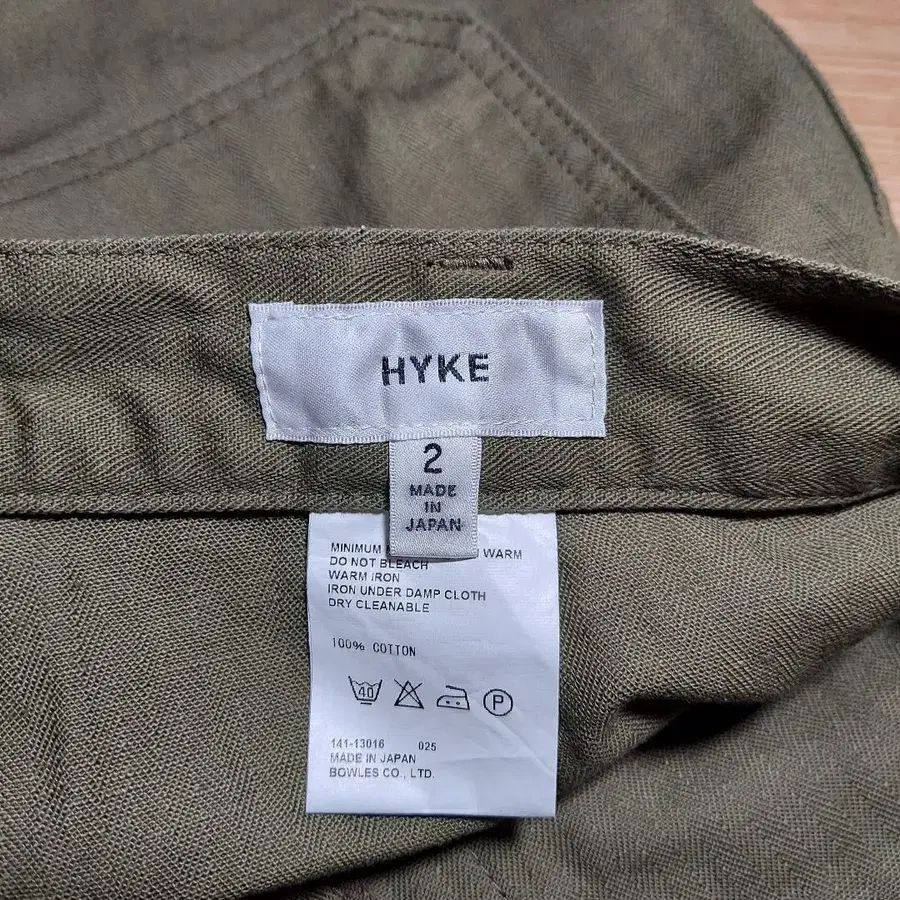 HYKE
2
MADE
IN
JAPAN
MINIMUM WARM
DO NOT BLEACH
WARM IRON
IRON UNDER DAMP CLOTH
DRY CLEANABLE
100% COTTON
40 P
141-13016 025
MADE IN JAPAN
BOWLES CO., LTD.